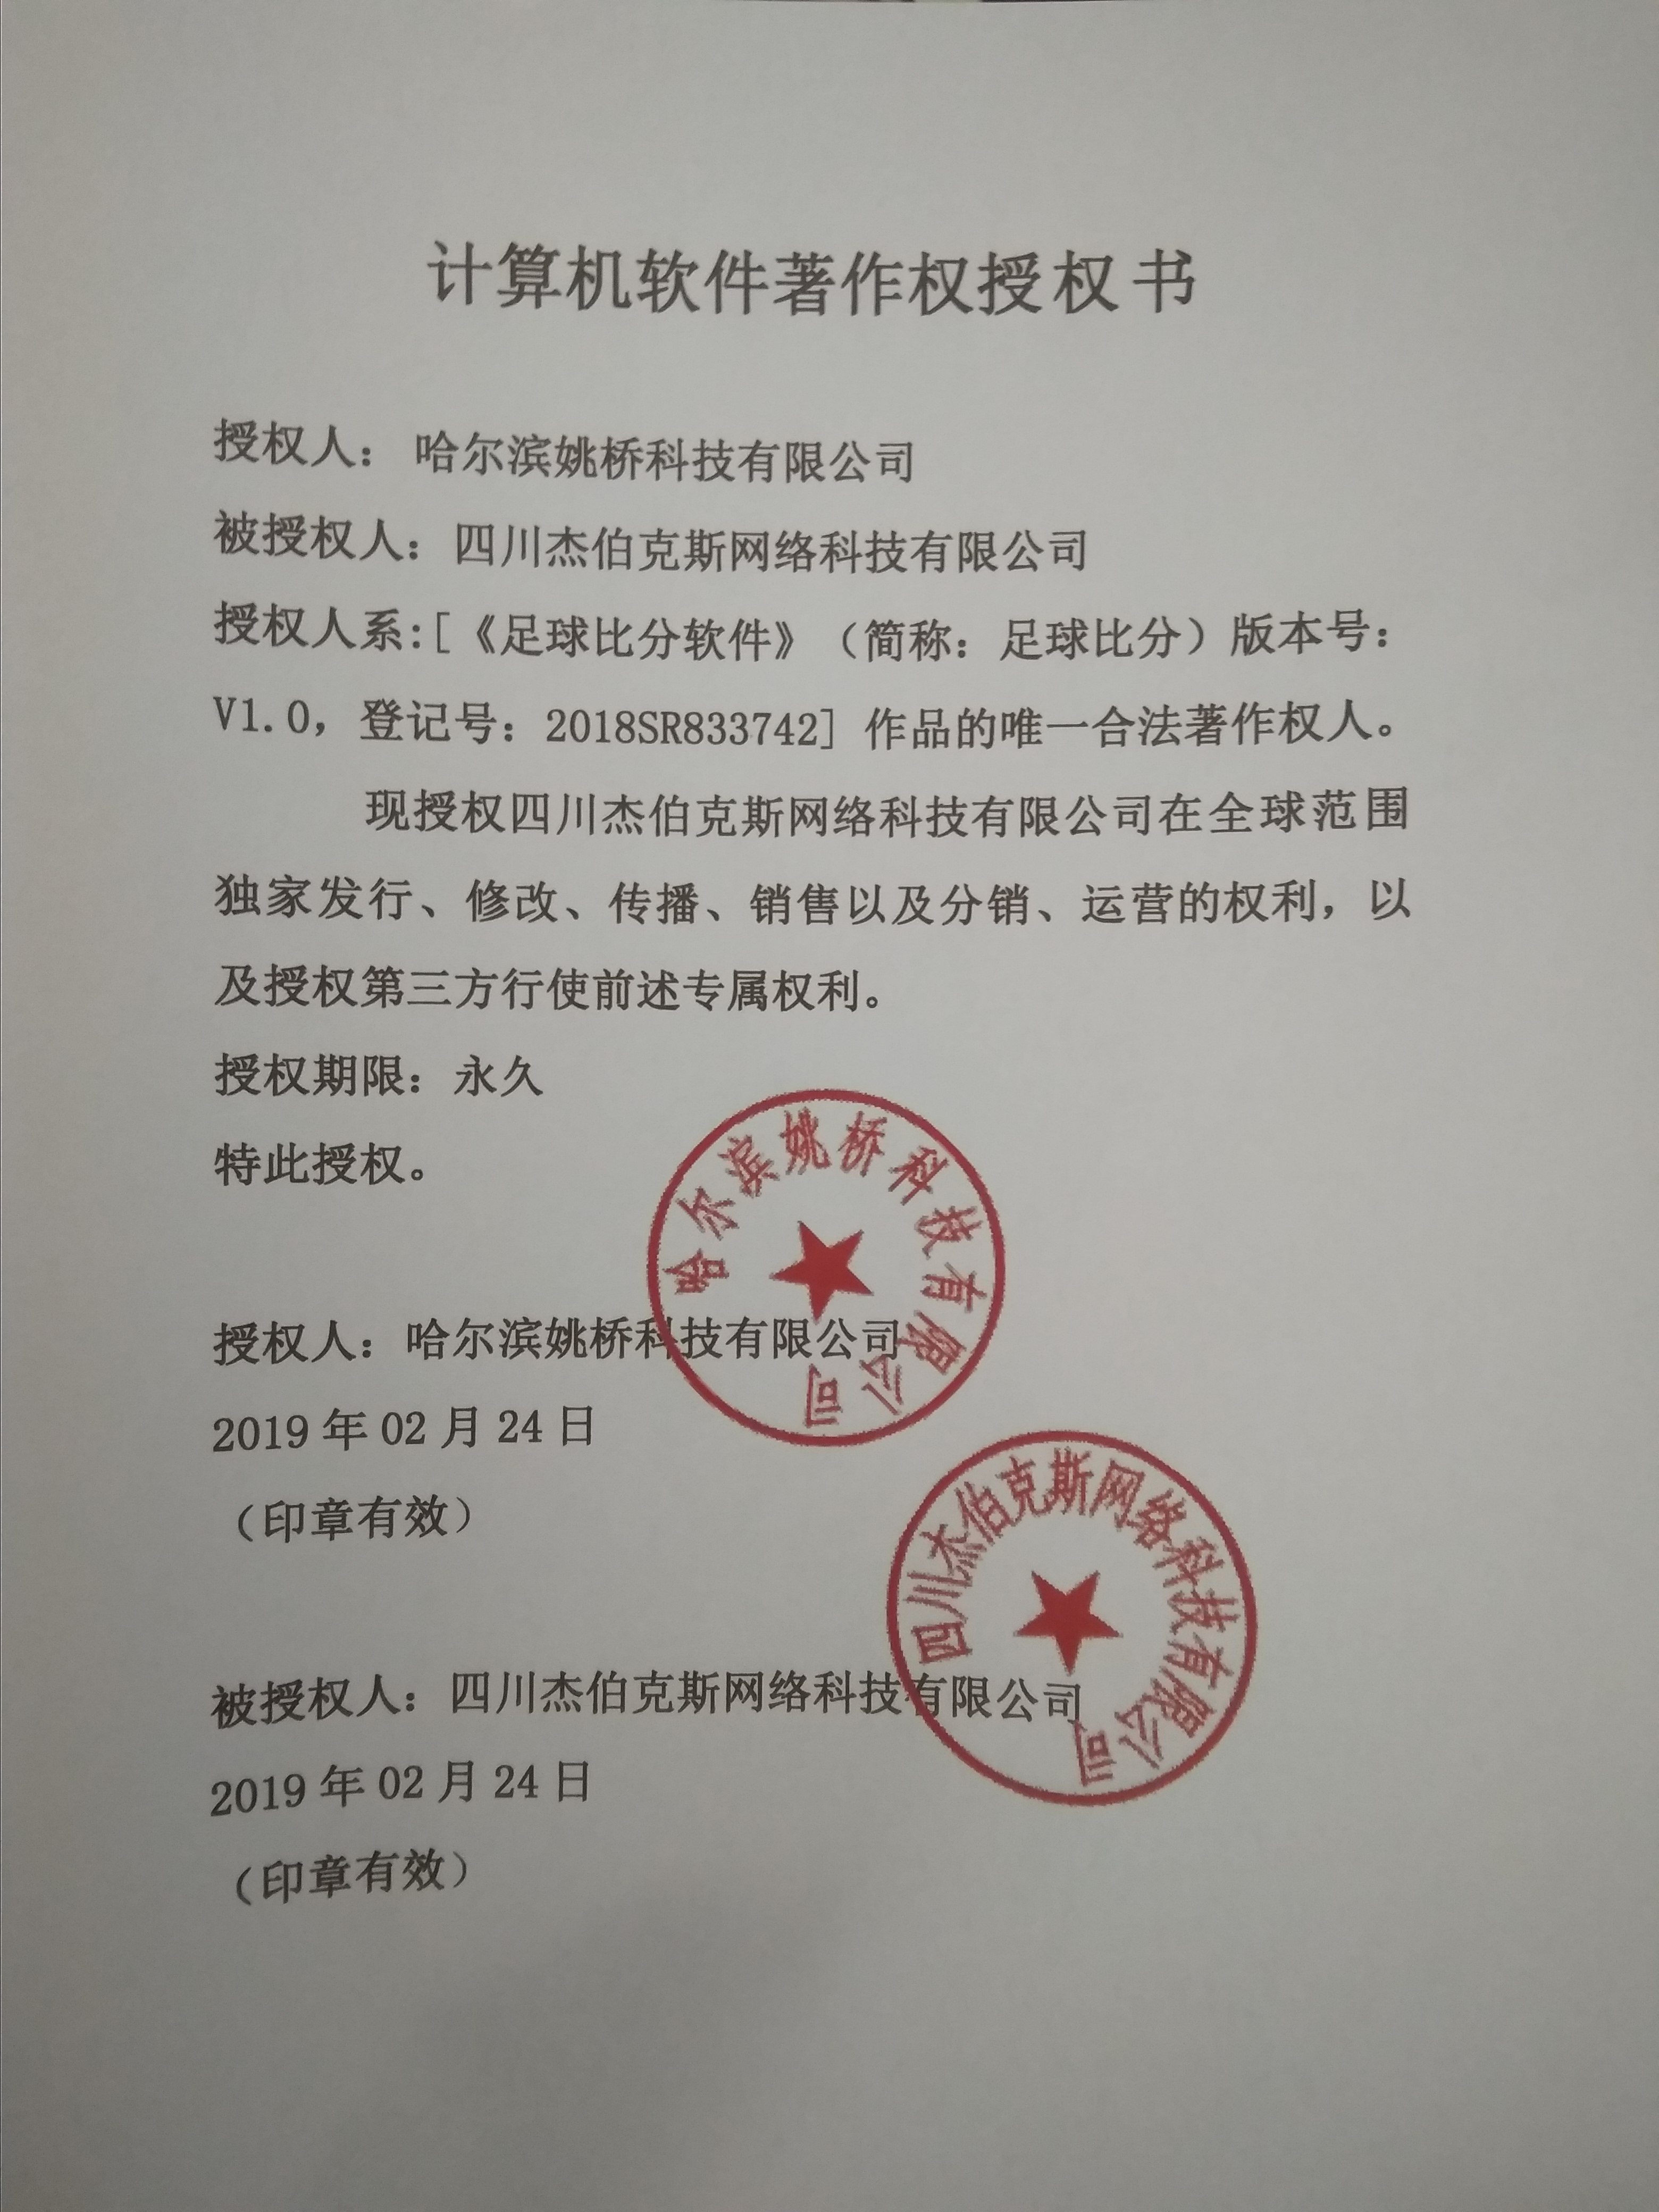 计算机软件著作权授权书
授权人： 哈尔滨姚桥科技有限公司
被授权人：四川杰伯克斯网络科技有限公司
授权人系:[《足球比分软件》（简称：足球比分）版本号：
V1.0，登记号：2018SR833742] 作品的唯一合法著作权人。
现授权四川杰伯克斯网络科技有限公司在全球范围
独家发行、修改、传播、销售以及分销、运营的权利，以
及授权第三方行使前述专属权利。
授权期限：永久
特此授权。
哈尔滨姚桥科技有限公司
授权人：哈尔滨姚桥科技有限公司
2019 年 02 月 24 日
（印章有效）
四川杰伯克斯网络科技有限公司
被授权人：四川杰伯克斯网络科技有限公司
2019 年 02 月 24 日
（印章有效）